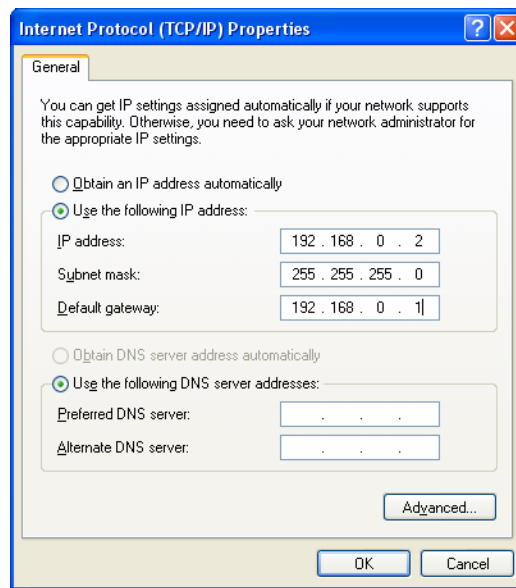 Internet Protocol (TCP/IP) Properties
General
You can get IP settings assigned automatically if your network supports
this capability. Otherwise, you need to ask your network administrator for
the appropriate IP settings.
Obtain an IP address automatically
Use the following IP address:
IP address: 192 . 168 . 0 . 2
Subnet mask: 255 . 255 . 255 . 0
Default gateway: 192 . 168 . 0 . 1
Obtain DNS server address automatically
Use the following DNS server addresses:
Preferred DNS server: . . .
Alternate DNS server: . . .
Advanced...
OK Cancel